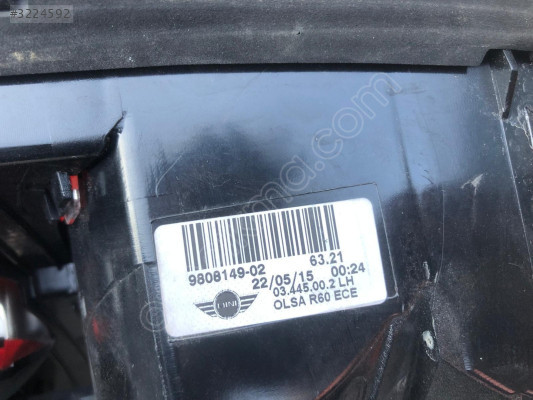 #3224592
9808149-02 63.21
22/05/15 00:24
03.445.00.2 LH
MINI
OLSA R60 ECE